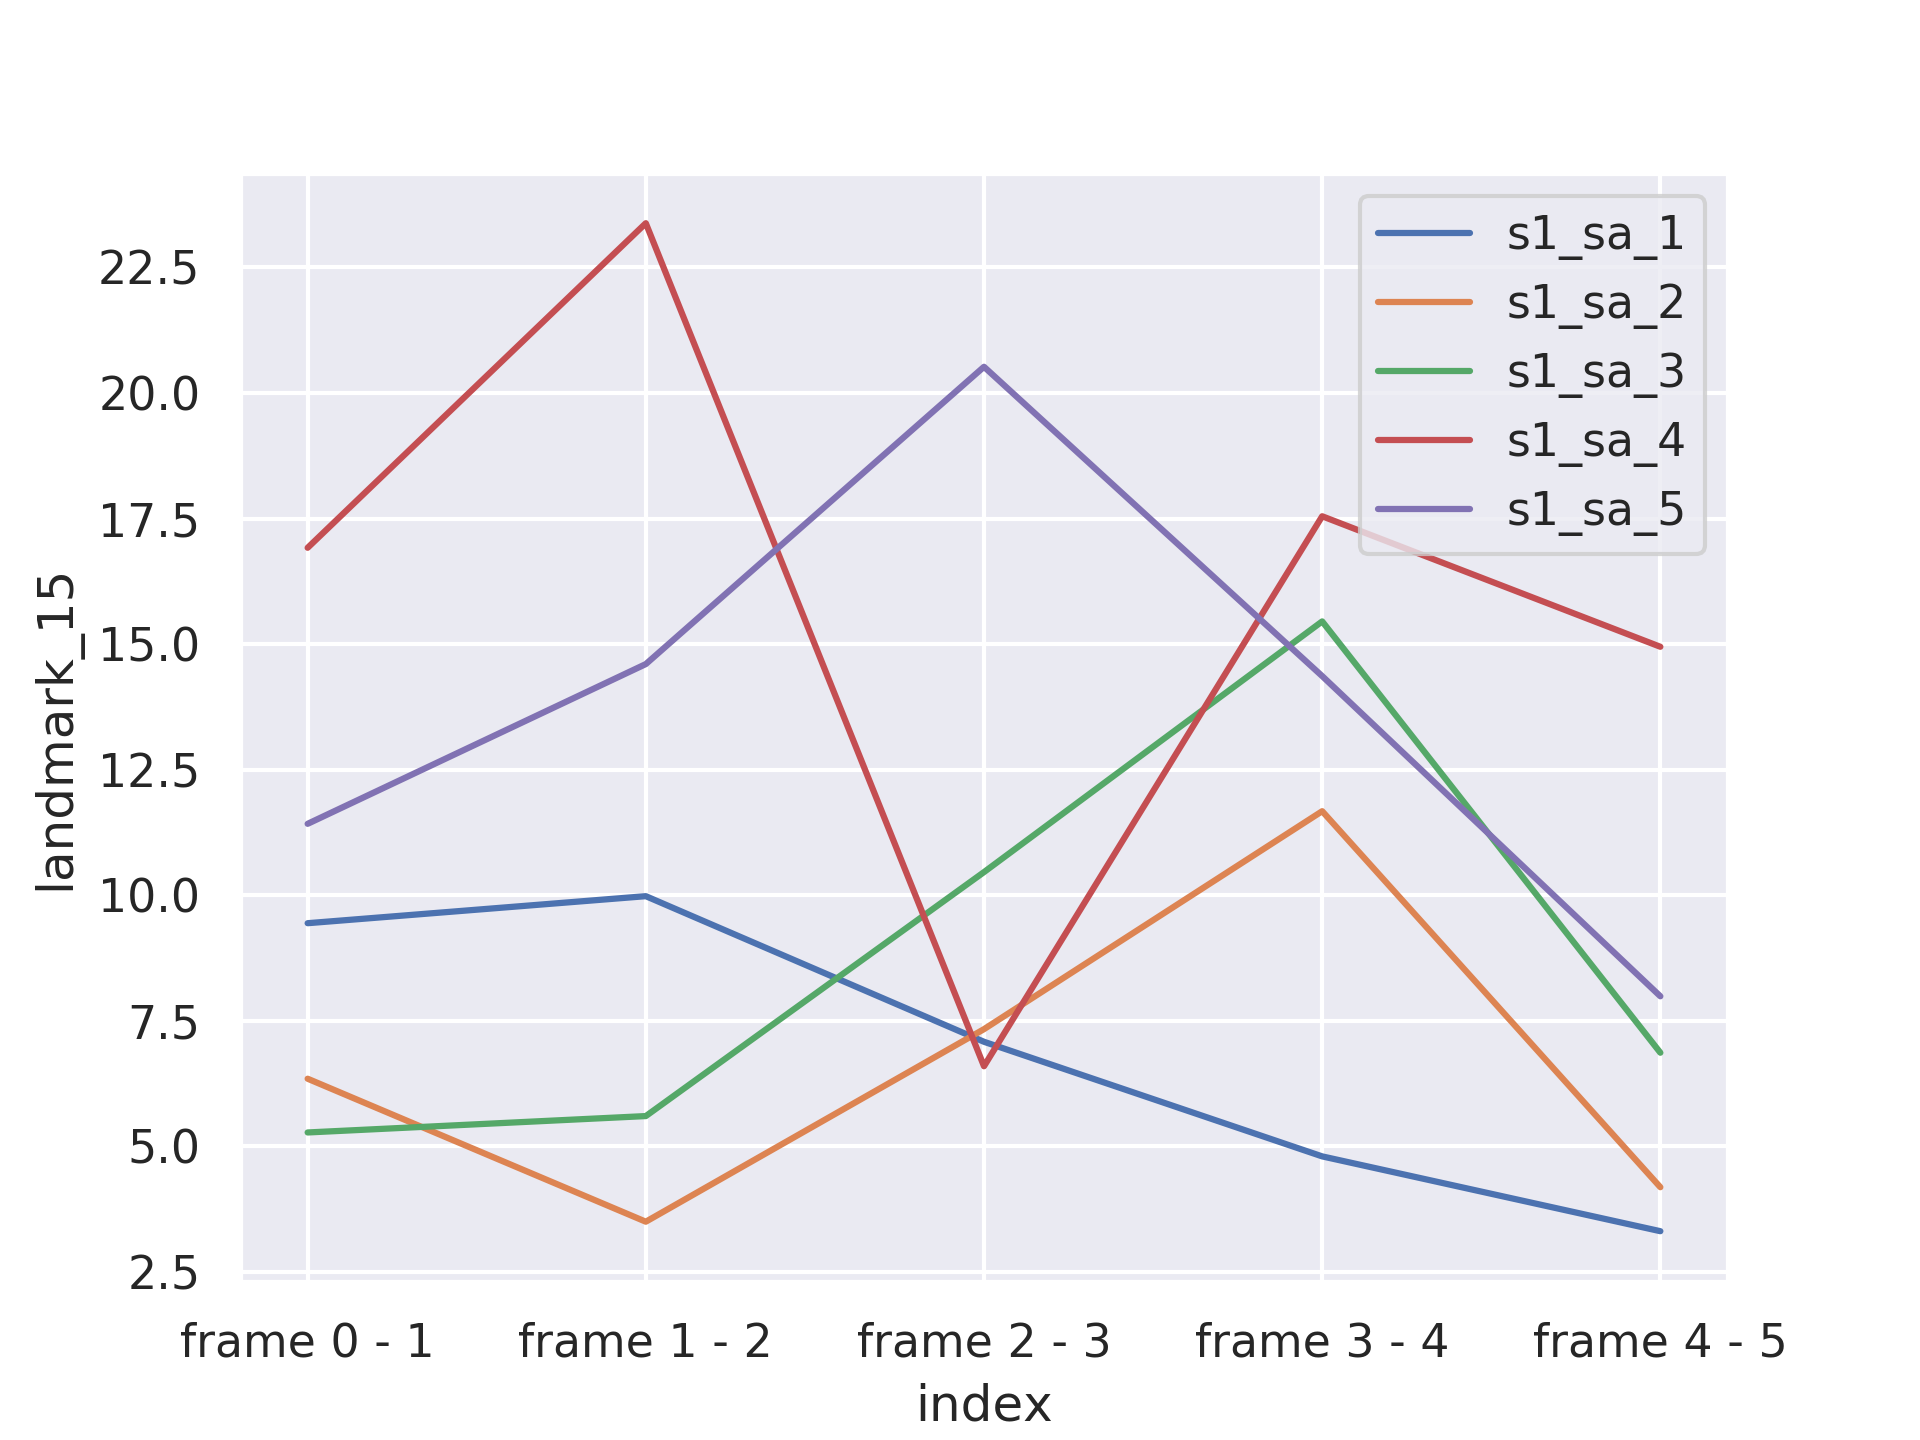 s1_sa_1
s1_sa_2
s1_sa_3
s1_sa_4
s1_sa_5
22.5
20.0
17.5
15.0
12.5
10.0
7.5
5.0
2.5
landmark_15
frame 0 - 1 frame 1 - 2 frame 2 - 3 frame 3 - 4 frame 4 - 5
index